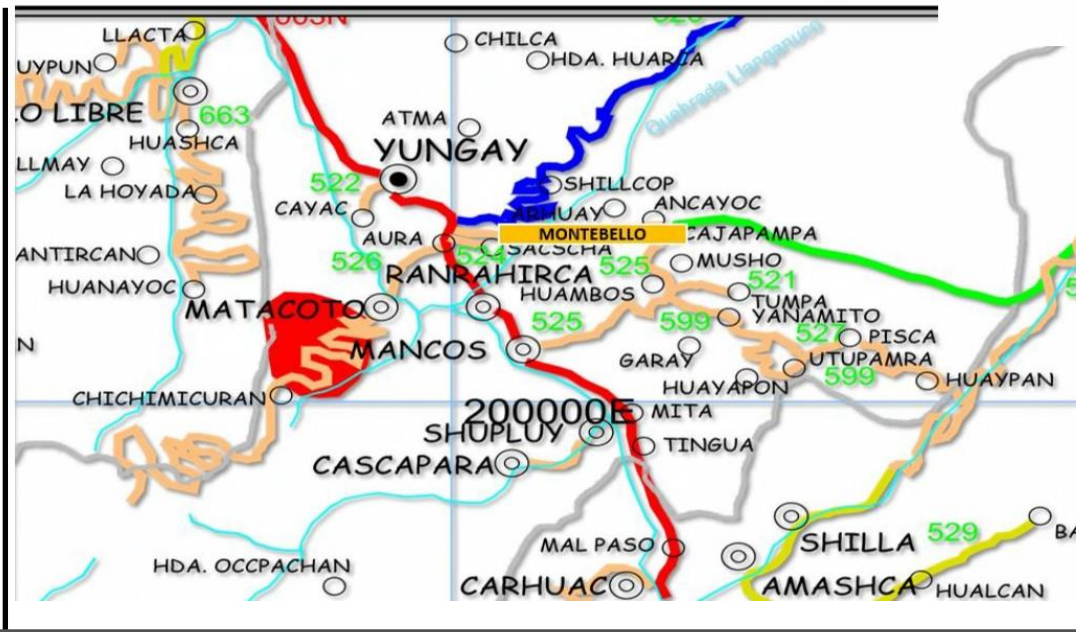 LLACTA
CHILCA
UYPUN
HDA. HUARCA
Quebrada Llanganuco
O LIBRE
663
HUASHCA
ATMA
YUNGAY
LLMAY
522
SHILLCOP
LA HOYADA
CAYAC
ARHUAY
ANCAYOC
AURA
MONTEBELLO
CAJAPAMPA
524
SACSCHA
ANTIRCAN
526
RANRAHIRCA
525
MUSHO
521
HUANAYOC
HUAMBOS
TUMPA
MATACOTO
525
599
YANAMITO
527
PISCA
N
MANCOS
GARAY
UTUPAMRA
599
HUAYAPON
HUAYPAN
CHICHIMICURAN
200000E
MITA
SHUPLUY
TINGUA
CASCAPARA
529
MAL PASO
SHILLA
HDA. OCCPACHAN
CARHUAC
AMASHCA
HUALCAN